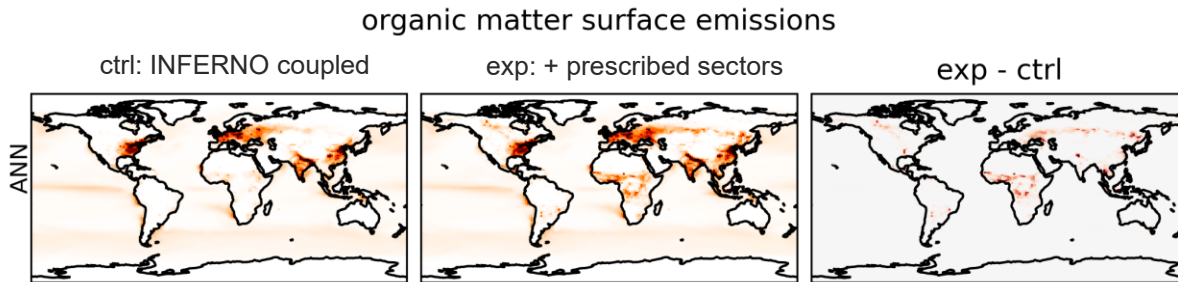 organic matter surface emissions
ctrl: INFERNO coupled
exp: + prescribed sectors
exp - ctrl
ANN